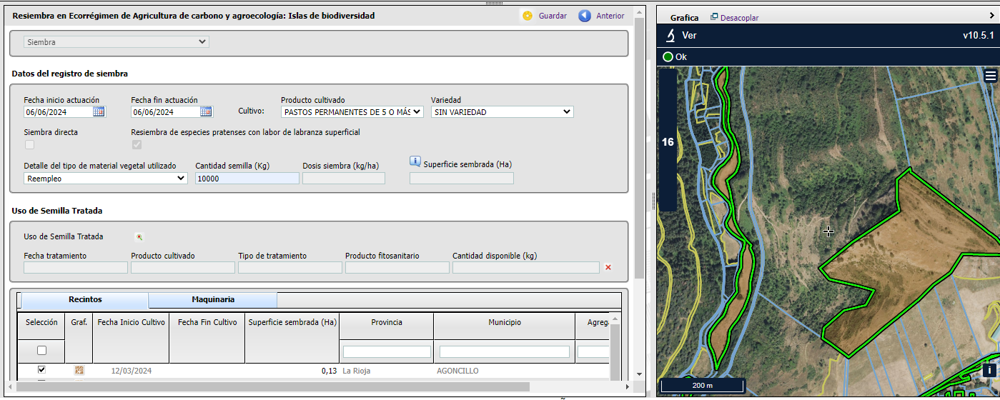 Resiembra en Ecorrégimen de Agricultura de carbono y agroecología: Islas de biodiversidad
Guardar
Anterior
Siembra
Datos del registro de siembra
Fecha inicio actuación
Fecha fin actuación
Producto cultivado
Variedad
06/06/2024
06/06/2024
Cultivo:
PASTOS PERMANENTES DE 5 O MÁS
SIN VARIEDAD
Siembra directa
Resiembra de especies pratenses con labor de labranza superficial
Detalle del tipo de material vegetal utilizado
Cantidad semilla (Kg)
Dosis siembra (kg/ha)
Superficie sembrada (Ha)
Reempleo
10000
Uso de Semilla Tratada
Uso de Semilla Tratada
Fecha tratamiento
Producto cultivado
Tipo de tratamiento
Producto fitosanitario
Cantidad disponible (kg)
Recintos
Maquinaria
Selección
Graf.
Fecha Inicio Cultivo
Fecha Fin Cultivo
Superficie sembrada (Ha)
Provincia
Municipio
Agrega
12/03/2024
0,13
La Rioja
AGONCILLO
Grafica
Desacoplar
Ver
v10.5.1
Ok
16
200 m